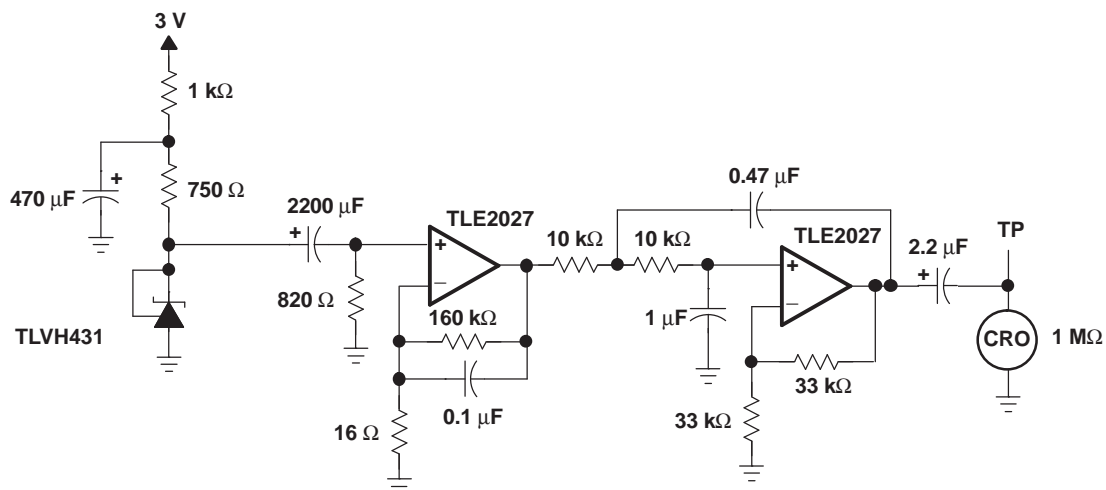 3 V
1 kΩ
470 μF
+
750 Ω
2200 μF
+
TLVH431
820 Ω
TLE2027
+
−
160 kΩ
0.1 μF
16 Ω
10 kΩ
10 kΩ
0.47 μF
1 μF
TLE2027
+
−
33 kΩ
33 kΩ
2.2 μF
+
TP
CRO
1 MΩ